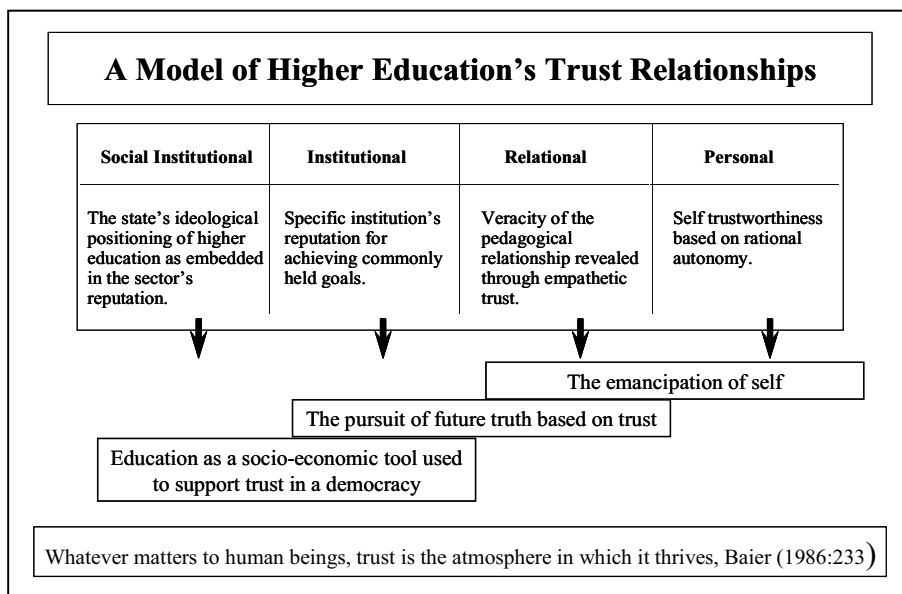 A Model of Higher Education’s Trust Relationships
Social Institutional
Institutional
Relational
Personal
The state’s ideological
positioning of higher
education as embedded
in the sector’s
reputation.
Specific institution’s
reputation for
achieving commonly
held goals.
Veracity of the
pedagogical
relationship revealed
through empathetic
trust.
Self trustworthiness
based on rational
autonomy.
The emancipation of self
The pursuit of future truth based on trust
Education as a socio-economic tool used
to support trust in a democracy
Whatever matters to human beings, trust is the atmosphere in which it thrives, Baier (1986:233)